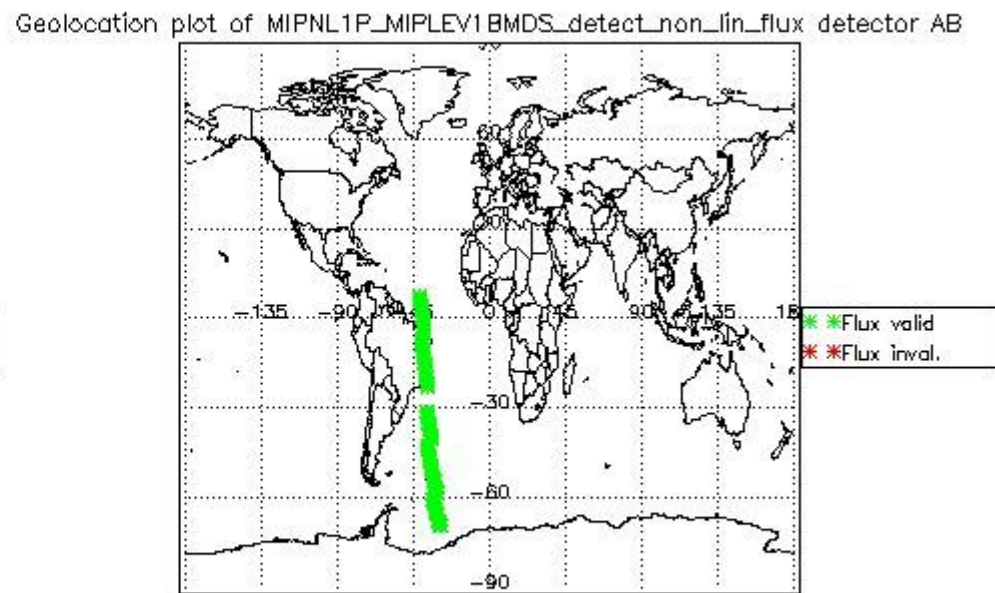 Geolocation plot of MIPNL1P_MIPLEV1BMDS_detect_non_lin_flux detector AB
-135 -90 0 45 90 135
Flux valid
Flux inval.
-30
-60
-90